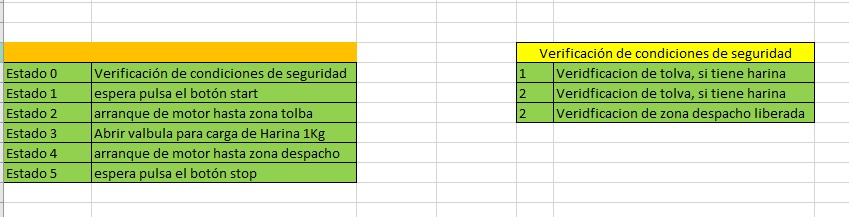 Verificación de condiciones de seguridad
Estado 0 Verificación de condiciones de seguridad
1 Veridficacion de tolva, si tiene harina
Estado 1 espera pulsa el botón start
2 Veridficacion de tolva, si tiene harina
Estado 2 arranque de motor hasta zona tolba
2 Veridficacion de zona despacho liberada
Estado 3 Abrir valbula para carga de Harina 1Kg
Estado 4 arranque de motor hasta zona despacho
Estado 5 espera pulsa el botón stop